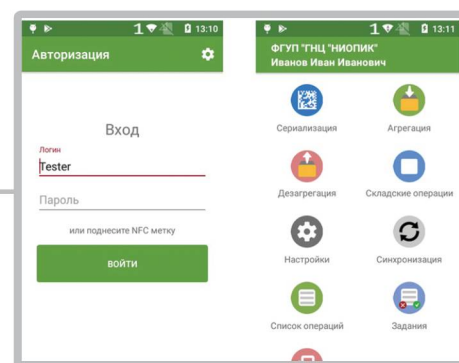 1 13:10
Авторизация
Вход
Логин
Tester
Пароль
или поднесите NFC метку
ВОЙТИ
1 13:11
ФГУП "ГНЦ "НИОПИК"
Иванов Иван Иванович
Сериализация
Агрегация
Дезагрегация
Складские операции
Настройки
Синхронизация
Список операций
Задания